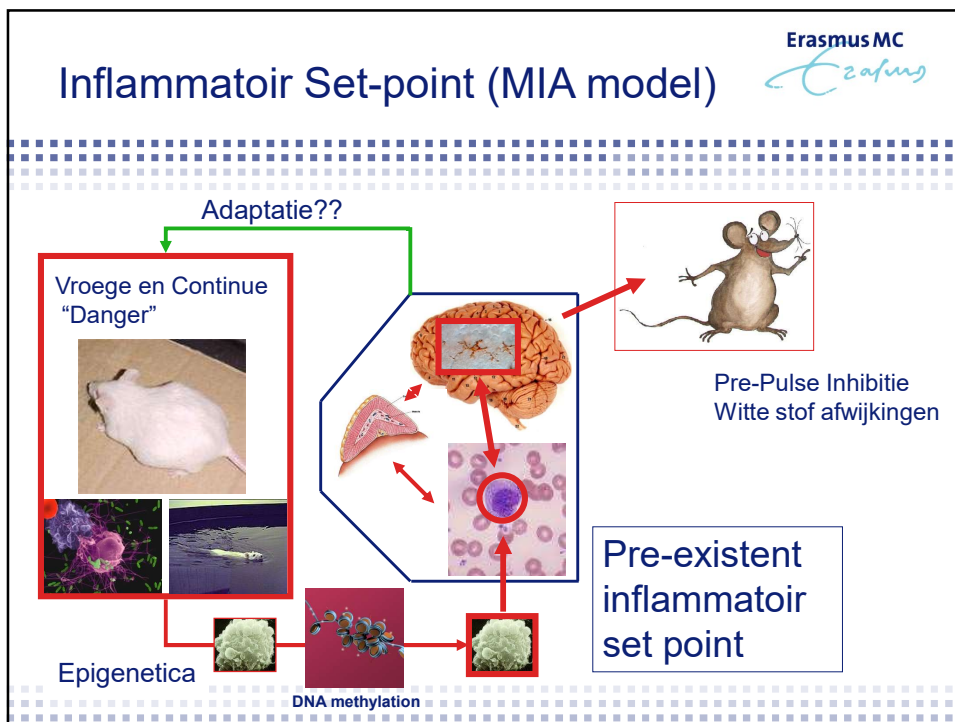 Erasmus MC
Erasmus
Inflammatoir Set-point (MIA model)
Adaptatie??
Vroege en Continue
“Danger”
Pre-Pulse Inhibitie
Witte stof afwijkingen
Pre-existent
inflammatoir
set point
Epigenetica
DNA methylation